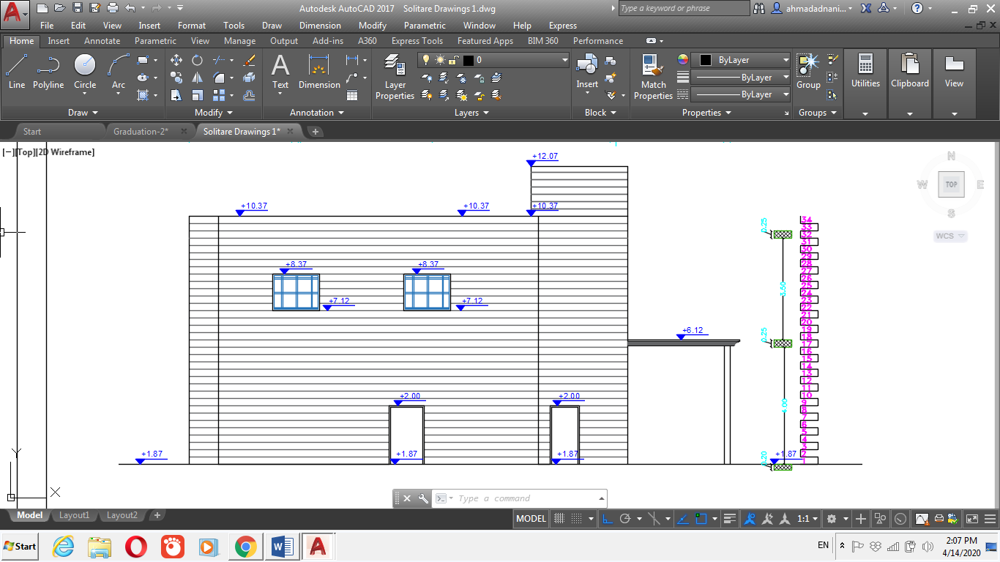 Autodesk AutoCAD 2017 Solitare Drawings 1.dwg
Type a keyword or phrase
ahmadadnani...
File Edit View Insert Format Tools Draw Dimension Modify Parametric Window Help Express
Home Insert Annotate Parametric View Manage Output Add-ins A360 Express Tools Featured Apps BIM 360 Performance
Line Polyline Circle Arc
Text Dimension
Layer Properties
0
Insert
Match Properties
ByLayer
ByLayer
ByLayer
Group
Utilities
Clipboard
View
Draw Modify Annotation Layers Block Properties Groups
Start Graduation-2* Solitare Drawings 1*
[−][Top][2D Wireframe]
N
W TOP E
S
WCS
+12.07
+10.37 +10.37 +10.37
+8.37 +8.37
+7.12 +7.12
+6.12
+2.00 +2.00
+1.87 +1.87 +1.87 +1.87
0.25
3.50
0.25
4.00
0.20
34
33
32
31
30
29
28
27
26
25
24
23
22
21
20
19
18
17
16
15
14
13
12
11
10
9
8
7
6
5
4
3
2
1
Y
X
Type a command
Model Layout1 Layout2
MODEL 1:1
Start
EN
2:07 PM
4/14/2020